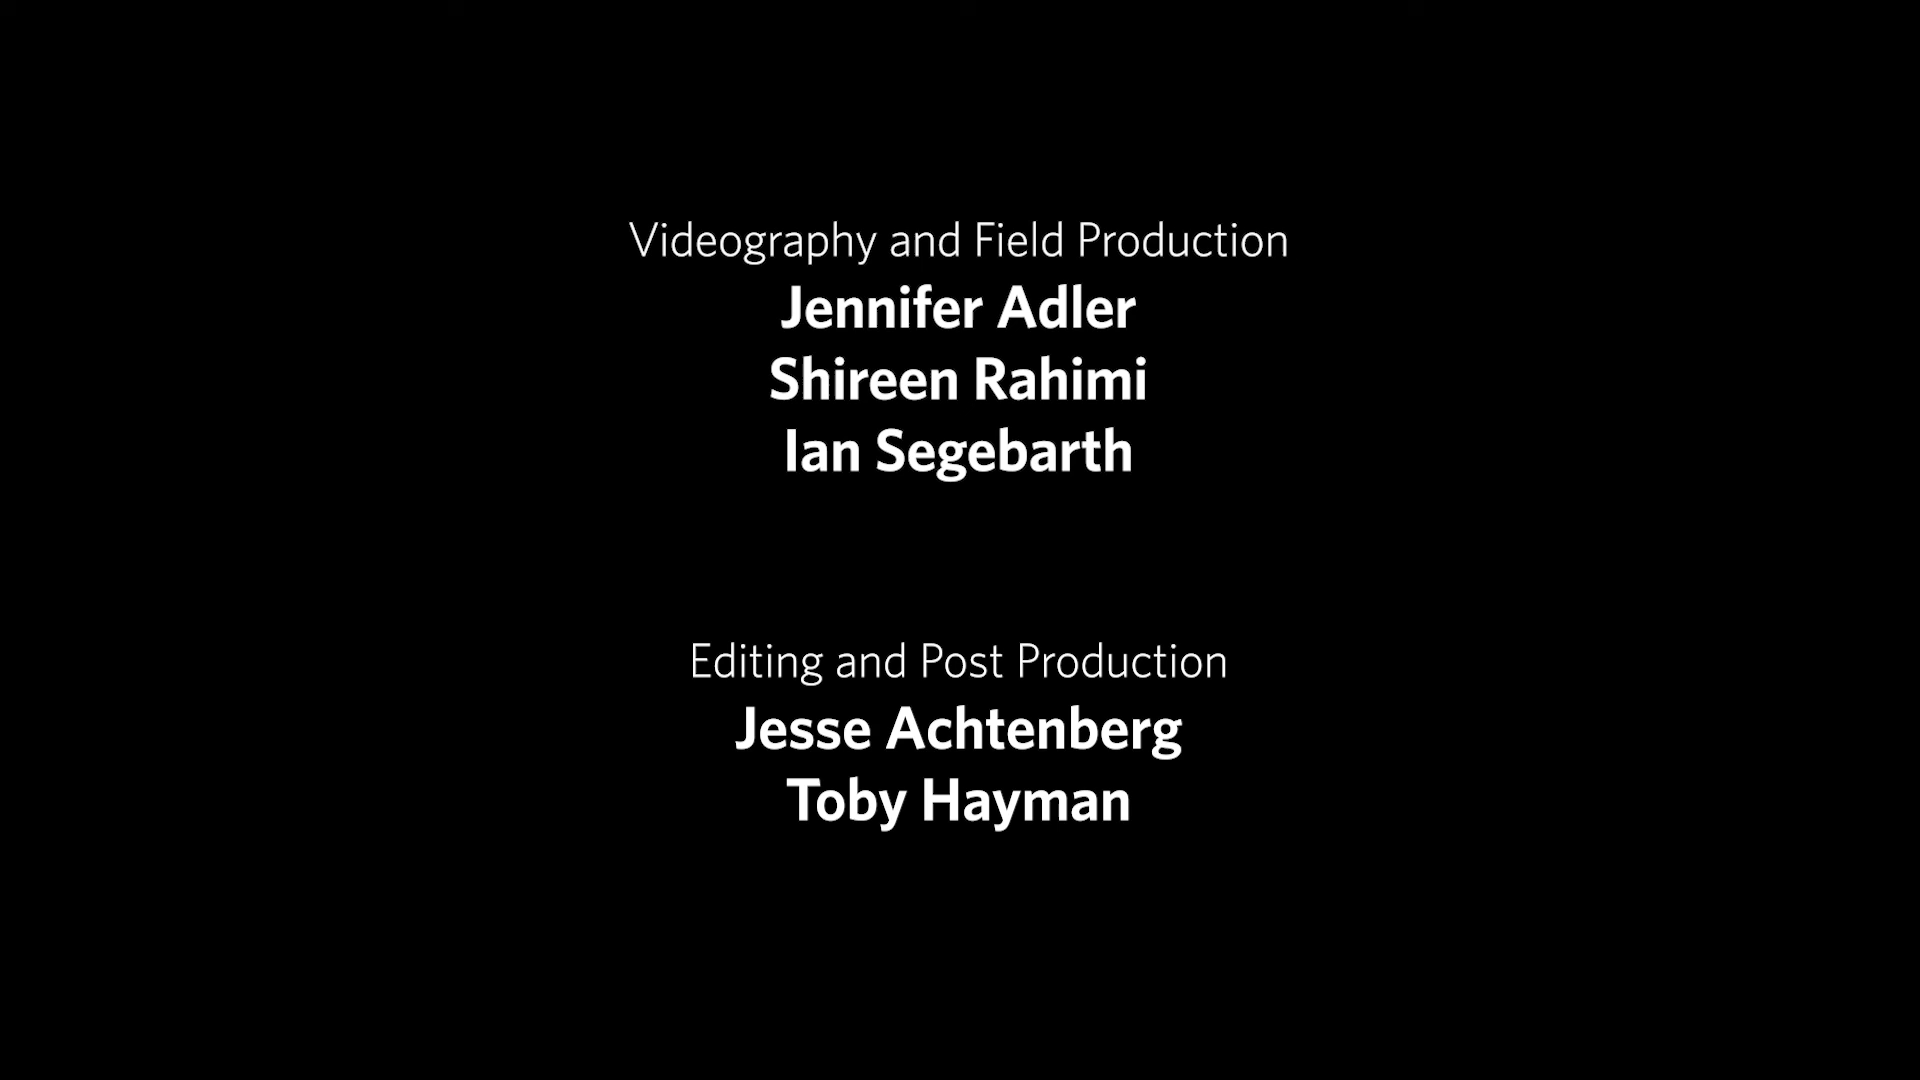 Videography and Field Production
Jennifer Adler
Shireen Rahimi
Ian Segebarth
Editing and Post Production
Jesse Achtenberg
Toby Hayman